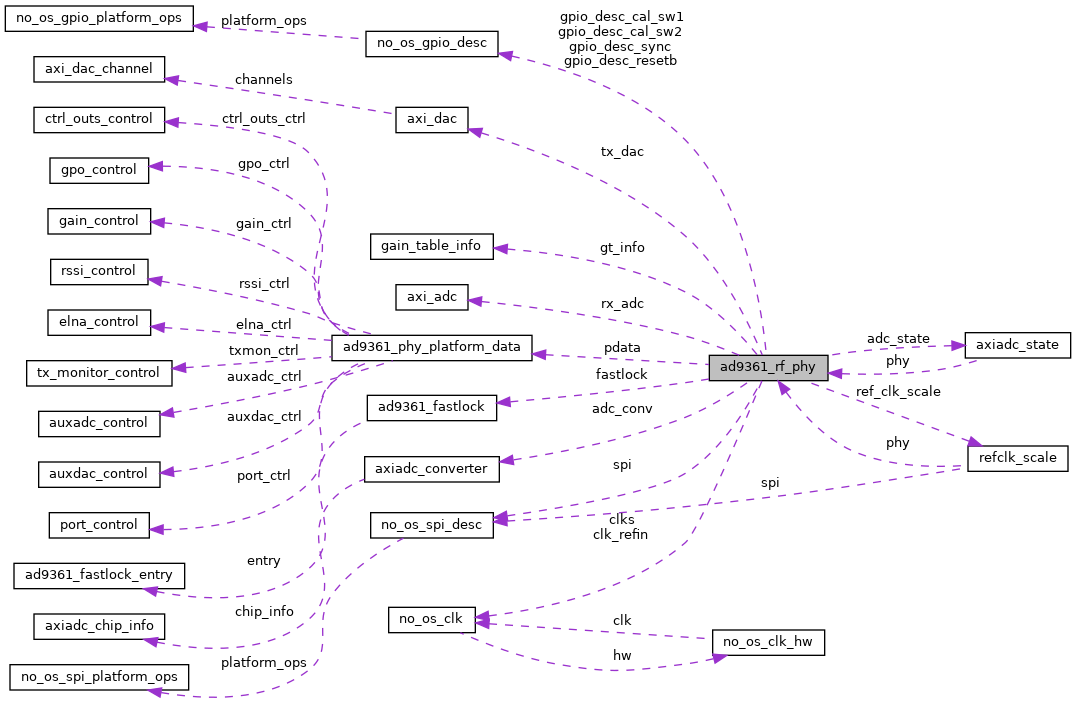 no_os_gpio_platform_ops
platform_ops
no_os_gpio_desc
gpio_desc_cal_sw1
gpio_desc_cal_sw2
gpio_desc_sync
gpio_desc_resetb
axi_dac_channel
channels
axi_dac
ctrl_outs_control
ctrl_outs_ctrl
tx_dac
gpo_control
gpo_ctrl
gain_control
gain_ctrl
gain_table_info
gt_info
rssi_control
rssi_ctrl
axi_adc
rx_adc
elna_control
elna_ctrl
ad9361_phy_platform_data
pdata
ad9361_rf_phy
adc_state
phy
axiadc_state
tx_monitor_control
txmon_ctrl
auxadc_ctrl
fastlock
ref_clk_scale
auxadc_control
auxdac_ctrl
ad9361_fastlock
adc_conv
phy
refclk_scale
auxdac_control
port_ctrl
axiadc_converter
spi
spi
port_control
no_os_spi_desc
clks
clk_refin
ad9361_fastlock_entry
entry
axiadc_chip_info
chip_info
no_os_clk
clk
hw
no_os_clk_hw
no_os_spi_platform_ops
platform_ops